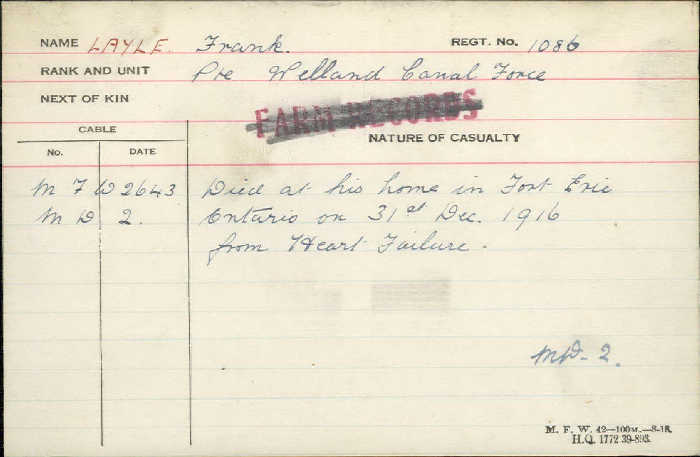 NAME LAYLE. Frank. REGT. No. 1086
RANK AND UNIT Pte Welland Canal Force
NEXT OF KIN
FARM RECORDS
CABLE NATURE OF CASUALTY
No. DATE
M F W 2643 Died at his home in Fort Erie
M D 2. Ontario on 31st Dec. 1916
from Heart Failure.
MD-2.
M. F. W. 42—100M.—8-18.
H.Q. 1772 39-893.